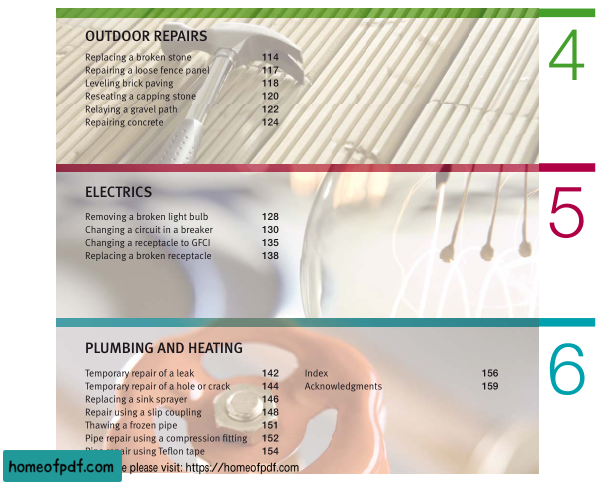 4
OUTDOOR REPAIRS
Replacing a broken stone 114
Repairing a loose fence panel 117
Leveling brick paving 118
Reseating a capping stone 120
Relaying a gravel path 122
Repairing concrete 124
5
ELECTRICS
Removing a broken light bulb 128
Changing a circuit in a breaker 130
Changing a receptacle to GFCI 135
Replacing a broken receptacle 138
6
PLUMBING AND HEATING
Temporary repair of a leak 142
Temporary repair of a hole or crack 144
Replacing a sink sprayer 146
Repair using a slip coupling 148
Thawing a frozen pipe 151
Pipe repair using a compression fitting 152
repair using Teflon tape 154
Index 156
Acknowledgments 159
homeofpdf.com
please visit: https://homeofpdf.com